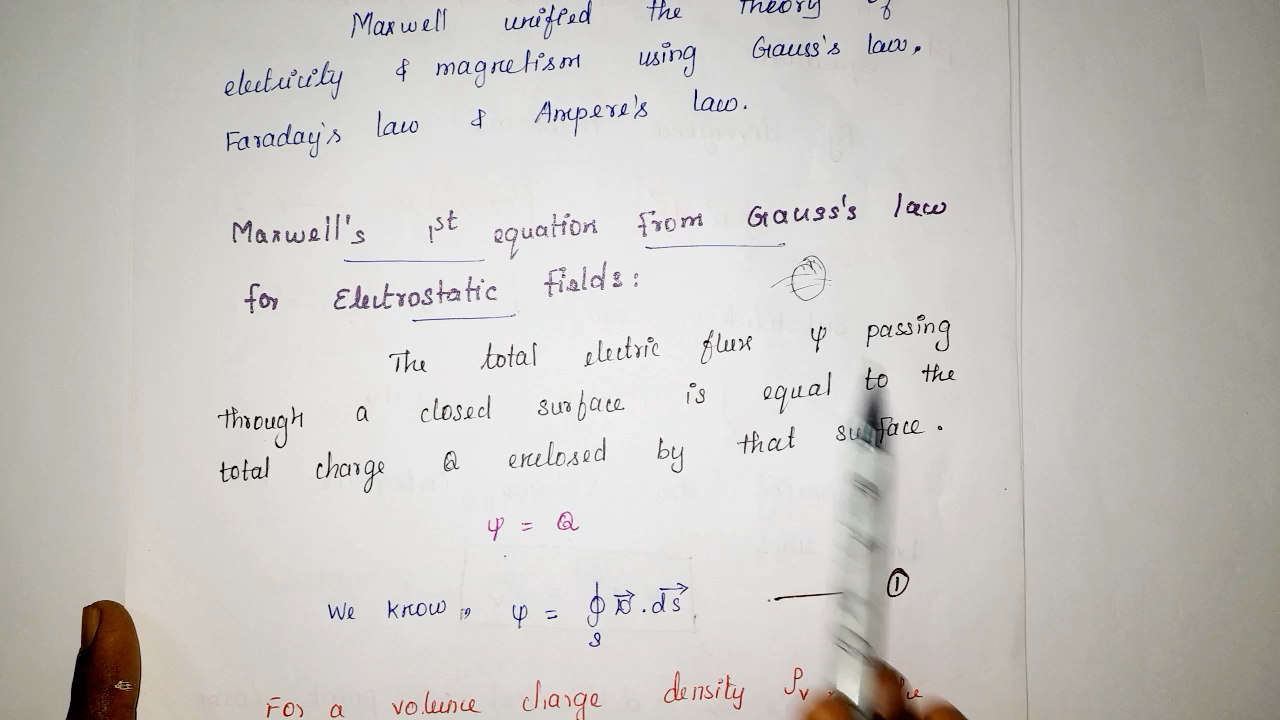 Maxwell unified the theory of
electricity & magnetism using Gauss's law,
Faraday's law & Ampere's law.
Maxwell's 1st equation from Gauss's law
for Electrostatic fields:
The total electric flux ψ passing
through a closed surface is equal to the
total charge Q enclosed by that surface.
ψ = Q
We know, ψ = ∮ₛ D⃗ . ds⃗ ——— ①
For a volume charge density ρᵥ